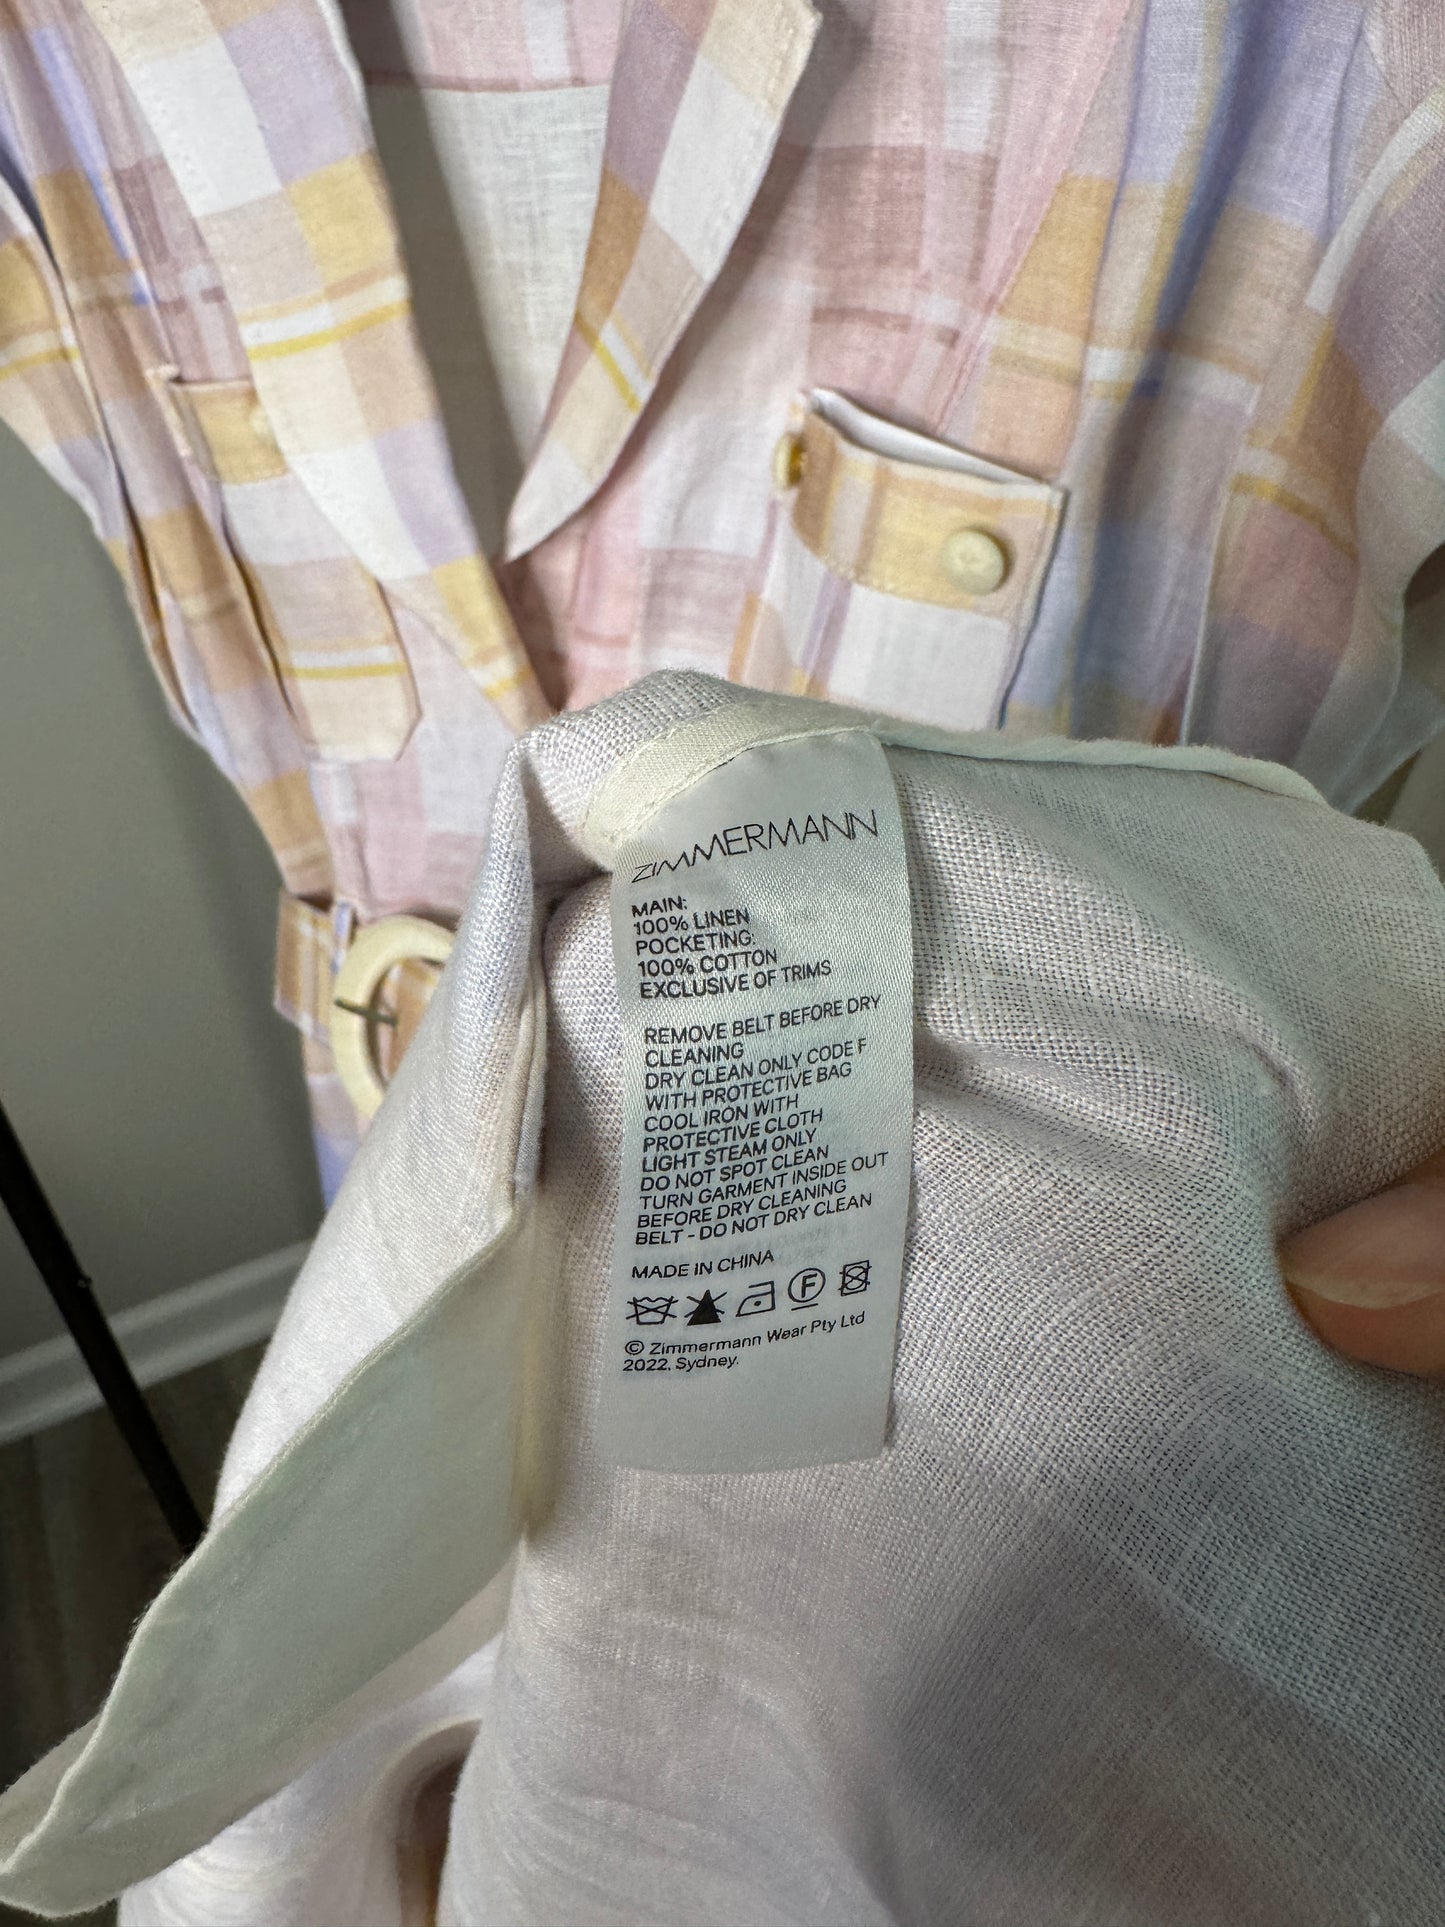 ZIMMERMANN
MAIN:
100% LINEN
POCKETING:
100% COTTON
EXCLUSIVE OF TRIMS
REMOVE BELT BEFORE DRY
CLEANING
DRY CLEAN ONLY CODE F
WITH PROTECTIVE BAG
COOL IRON WITH
PROTECTIVE CLOTH
LIGHT STEAM ONLY
DO NOT SPOT CLEAN
TURN GARMENT INSIDE OUT
BEFORE DRY CLEANING
BELT - DO NOT DRY CLEAN
MADE IN CHINA
F
© Zimmermann Wear Pty Ltd
2022, Sydney.